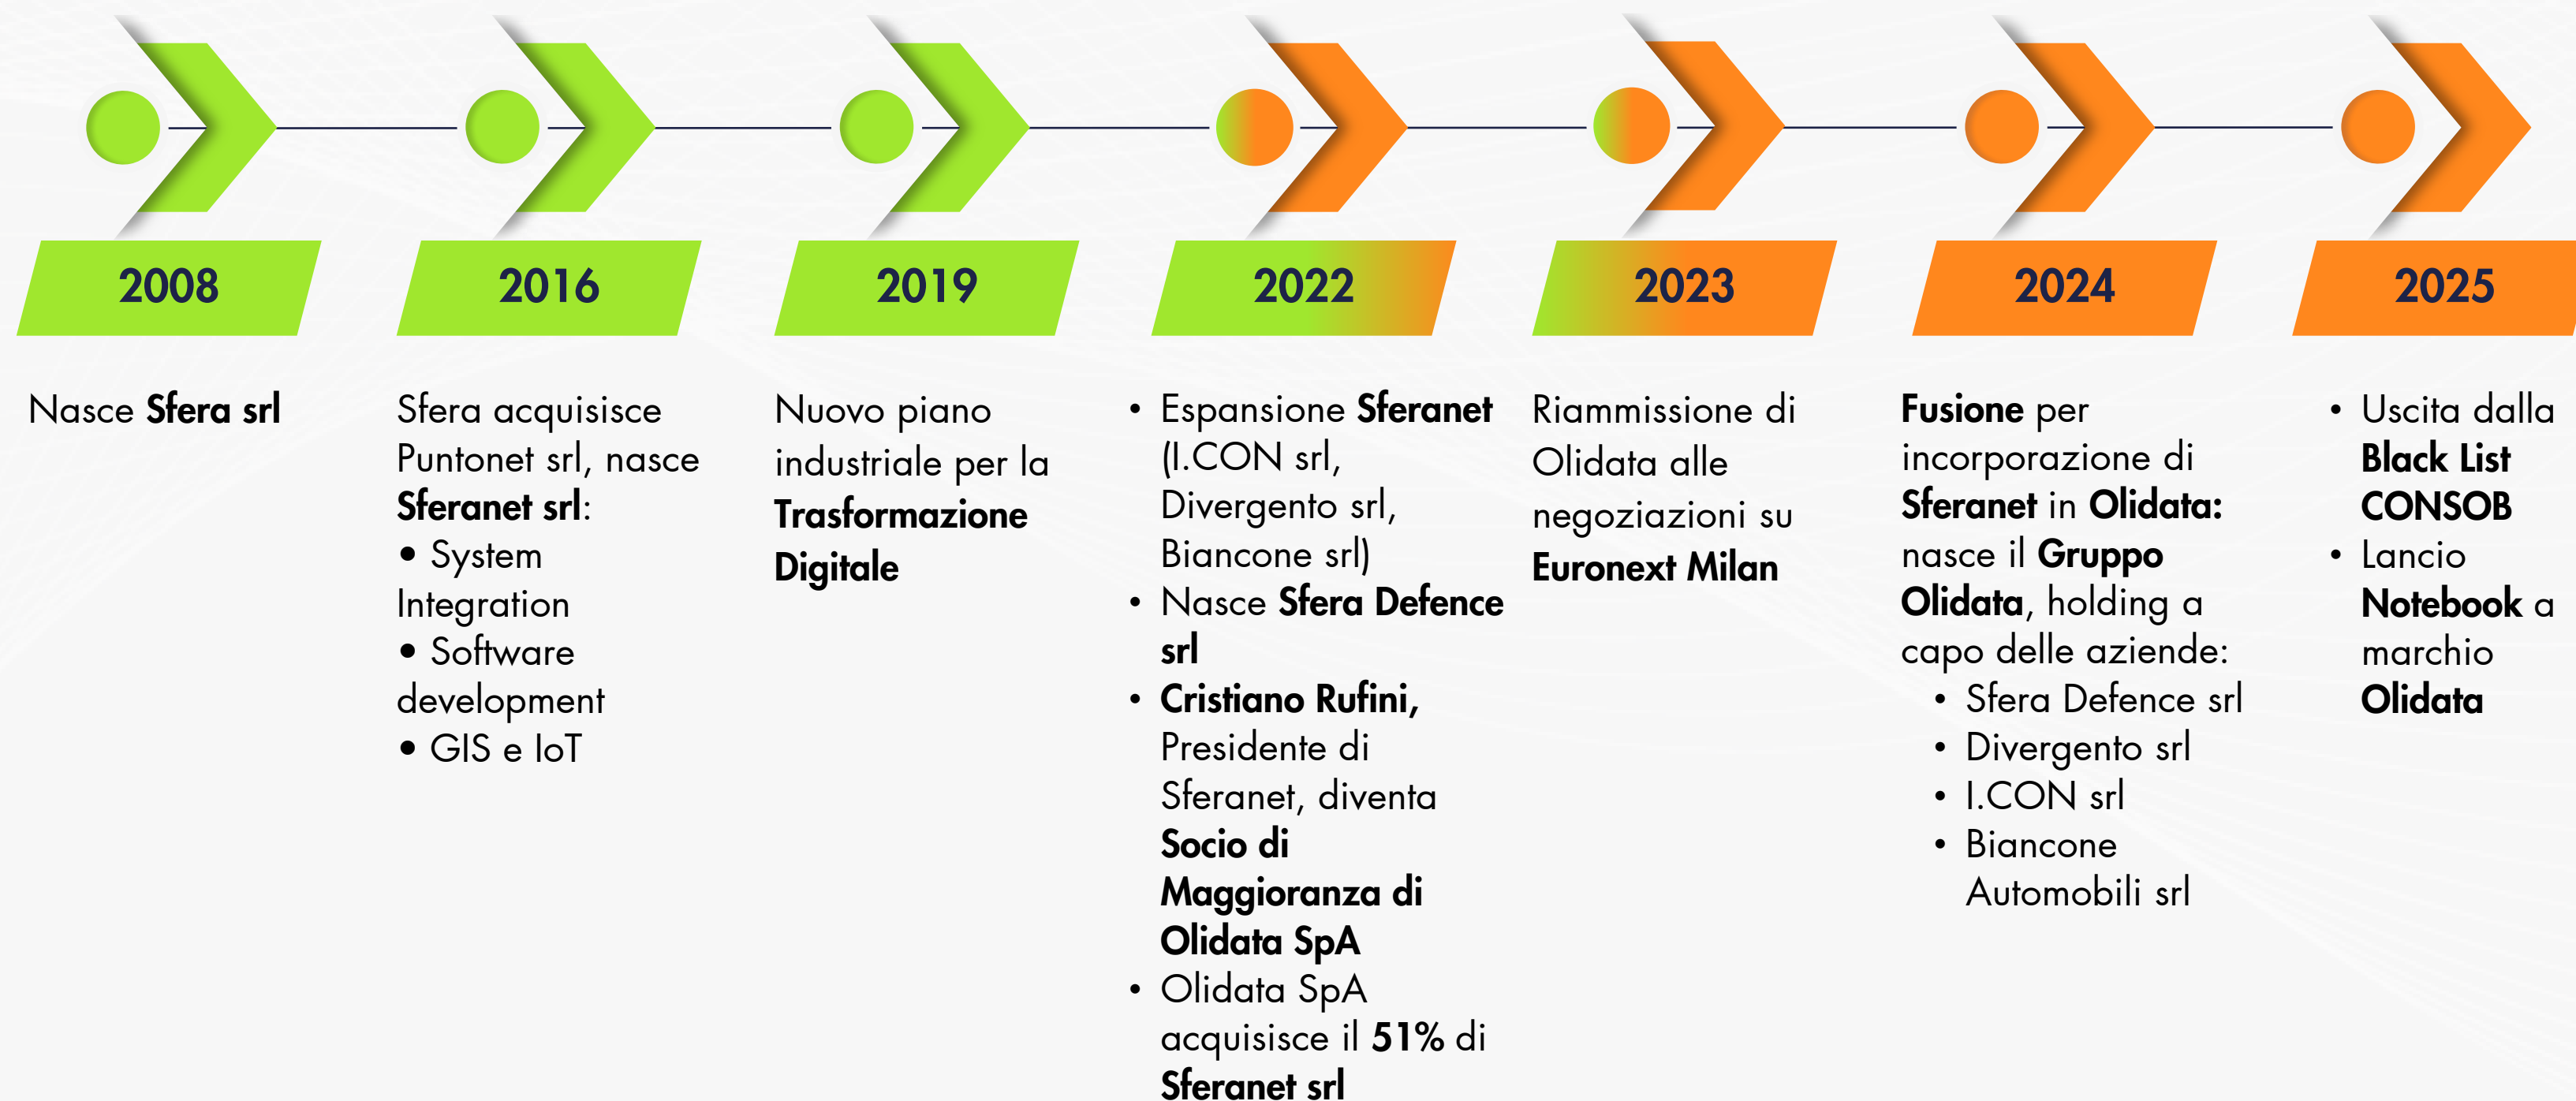 2008
Nasce Sfera srl
2016
Sfera acquisisce
Puntonet srl, nasce
Sferanet srl:
• System
Integration
• Software
development
• GIS e IoT
2019
Nuovo piano
industriale per la
Trasformazione
Digitale
2022
• Espansione Sferanet
(I.CON srl,
Divergento srl,
Biancone srl)
• Nasce Sfera Defence
srl
• Cristiano Rufini,
Presidente di
Sferanet, diventa
Socio di
Maggioranza di
Olidata SpA
• Olidata SpA
acquisisce il 51% di
Sferanet srl
2023
Riammissione di
Olidata alle
negoziazioni su
Euronext Milan
2024
Fusione per
incorporazione di
Sferanet in Olidata:
nasce il Gruppo
Olidata, holding a
capo delle aziende:
• Sfera Defence srl
• Divergento srl
• I.CON srl
• Biancone
Automobili srl
2025
• Uscita dalla
Black List
CONSOB
• Lancio
Notebook a
marchio
Olidata